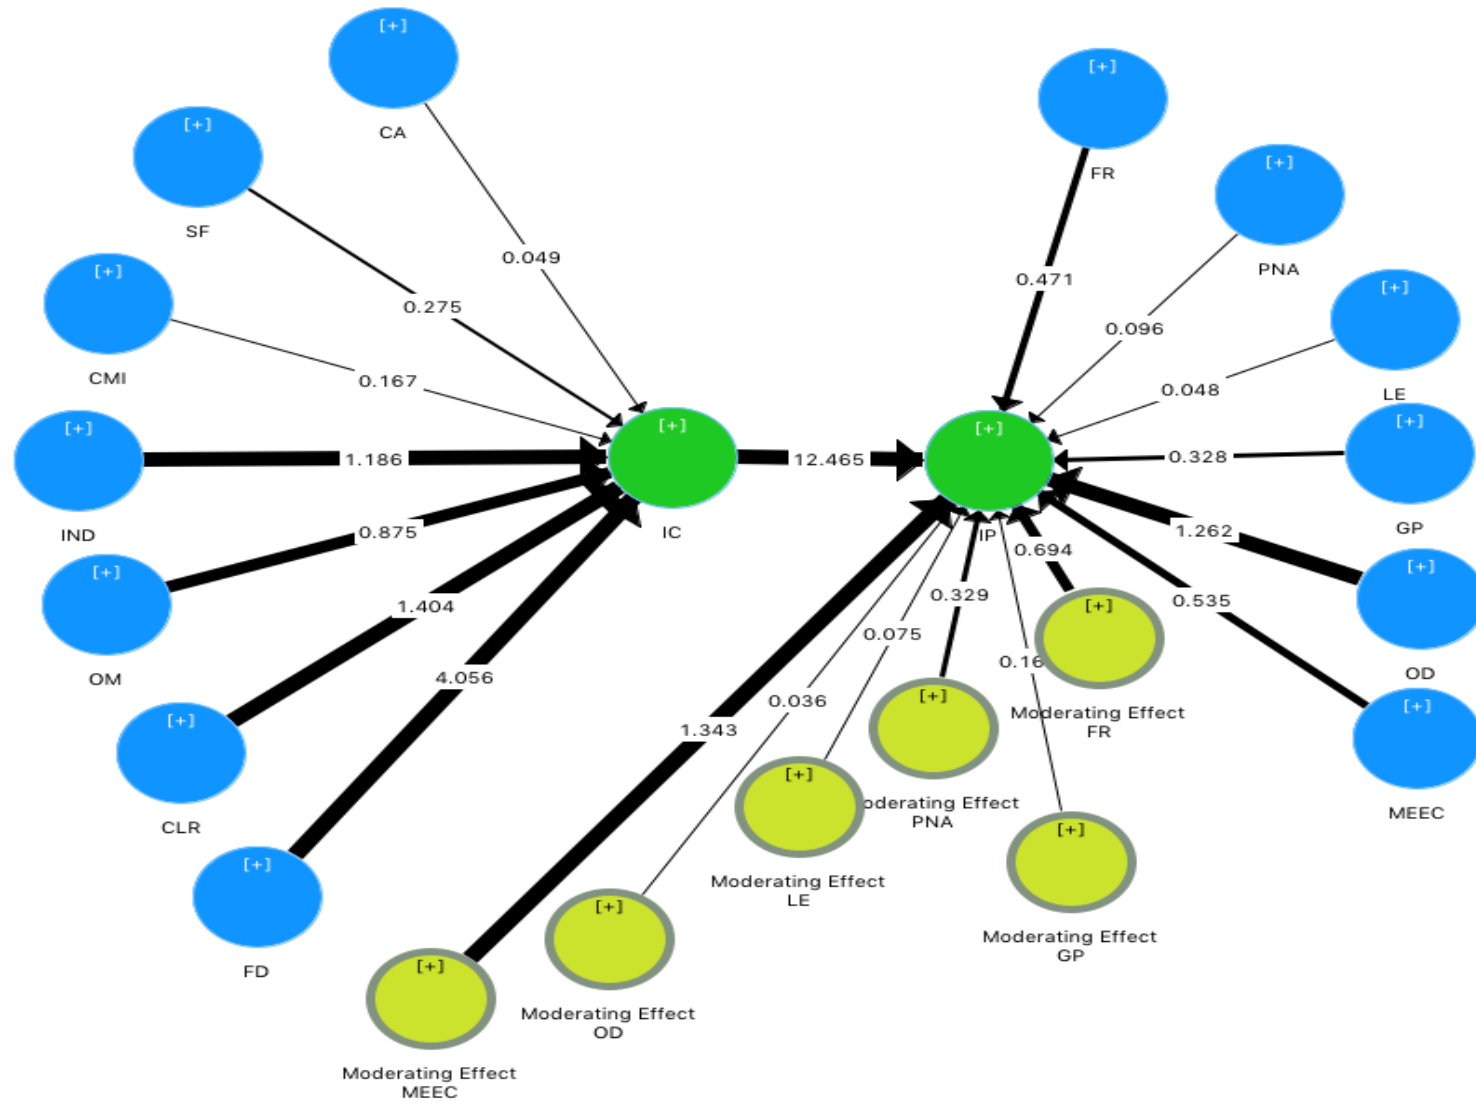 [+]
CA
[+]
FR
[+]
SF
[+]
PNA
[+]
CMI
[+]
LE
[+]
IND
[+]
GP
[+]
OM
[+]
OD
[+]
CLR
[+]
MEEC
[+]
FD
[+]
IC
[+]
IP
0.049
0.275
0.167
1.186
0.875
1.404
4.056
12.465
0.471
0.096
0.048
0.328
1.262
0.535
0.694
0.329
0.075
0.036
1.343
[+]
Moderating Effect
FR
[+]
Effect
PNA
[+]
Moderating Effect
LE
[+]
Moderating Effect
GP
[+]
Moderating Effect
OD
[+]
Moderating Effect
MEEC